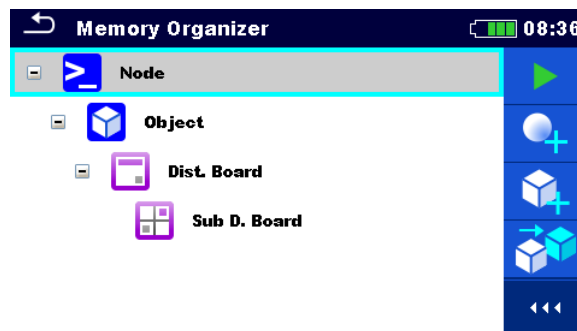 Memory Organizer 08:36
Node
Object
Dist. Board
Sub D. Board